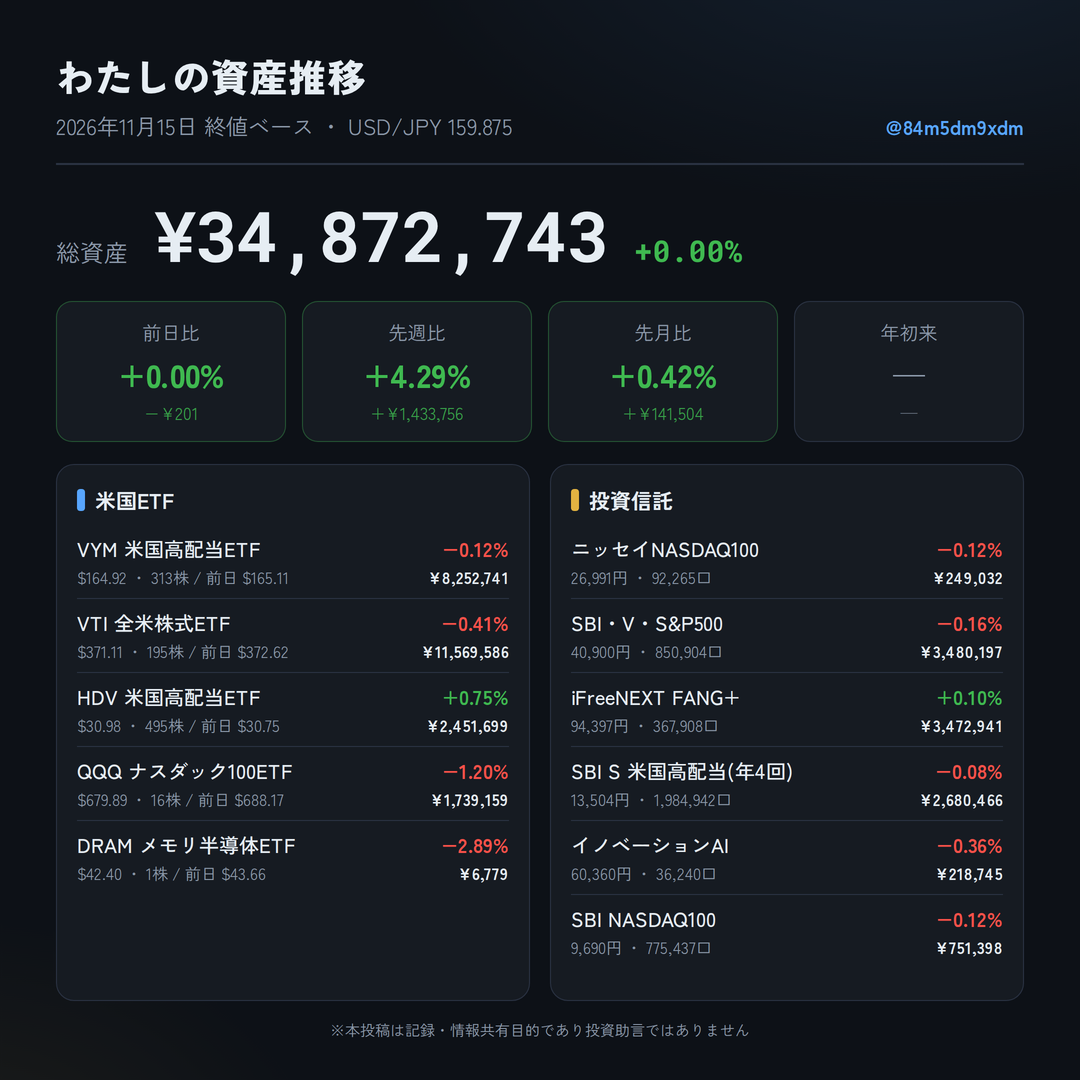 わたしの資産推移
2026年11月15日 終値ベース ・ USD/JPY 159.875
@84m5dm9xdm
総資産 ¥34,872,743 +0.00%
前日比
+0.00%
−¥201
先週比
+4.29%
+¥1,433,756
先月比
+0.42%
+¥141,504
年初来
—
—
米国ETF
VYM 米国高配当ETF −0.12%
$164.92 ・ 313株 / 前日 $165.11 ¥8,252,741
VTI 全米株式ETF −0.41%
$371.11 ・ 195株 / 前日 $372.62 ¥11,569,586
HDV 米国高配当ETF +0.75%
$30.98 ・ 495株 / 前日 $30.75 ¥2,451,699
QQQ ナスダック100ETF −1.20%
$679.89 ・ 16株 / 前日 $688.17 ¥1,739,159
DRAM メモリ半導体ETF −2.89%
$42.40 ・ 1株 / 前日 $43.66 ¥6,779
投資信託
ニッセイNASDAQ100 −0.12%
26,991円 ・ 92,265口 ¥249,032
SBI・V・S&P500 −0.16%
40,900円 ・ 850,904口 ¥3,480,197
iFreeNEXT FANG+ +0.10%
94,397円 ・ 367,908口 ¥3,472,941
SBI S 米国高配当(年4回) −0.08%
13,504円 ・ 1,984,942口 ¥2,680,466
イノベーションAI −0.36%
60,360円 ・ 36,240口 ¥218,745
SBI NASDAQ100 −0.12%
9,690円 ・ 775,437口 ¥751,398
※本投稿は記録・情報共有目的であり投資助言ではありません